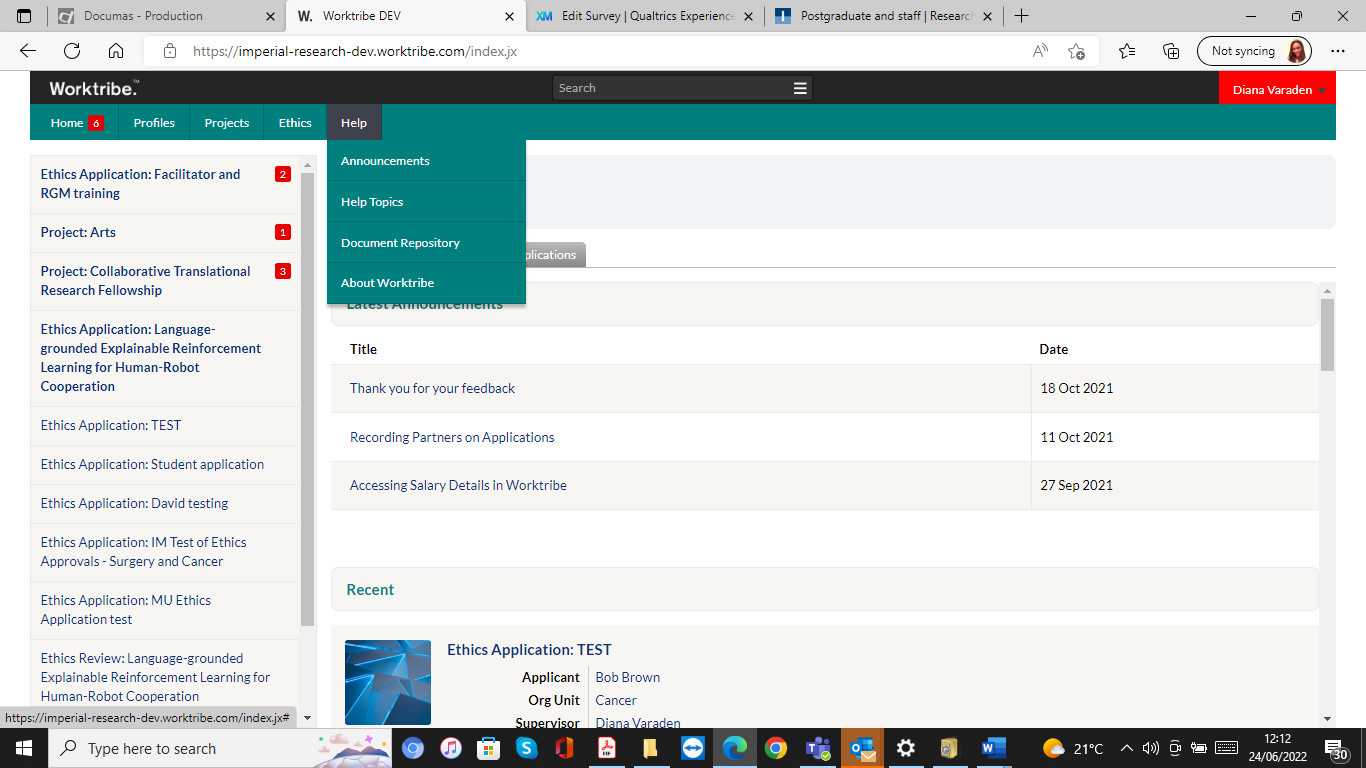 Documas - Production
Worktribe DEV
Edit Survey | Qualtrics Experience
Postgraduate and staff | Research
https://imperial-research-dev.worktribe.com/index.jx
Not syncing
Worktribe.™
Search
Diana Varaden
Home 6
Profiles
Projects
Ethics
Help
Announcements
Help Topics
Document Repository
About Worktribe
Ethics Application: Facilitator and
RGM training
2
Project: Arts
1
Project: Collaborative Translational
Research Fellowship
3
Ethics Application: Language-
grounded Explainable Reinforcement
Learning for Human-Robot
Cooperation
Ethics Application: TEST
Ethics Application: Student application
Ethics Application: David testing
Ethics Application: IM Test of Ethics
Approvals - Surgery and Cancer
Ethics Application: MU Ethics
Application test
Ethics Review: Language-grounded
Explainable Reinforcement Learning for
Human-Robot Cooperation
https://imperial-research-dev.worktribe.com/index.jx#
plications
Latest Announcements
Title Date
Thank you for your feedback 18 Oct 2021
Recording Partners on Applications 11 Oct 2021
Accessing Salary Details in Worktribe 27 Sep 2021
Recent
Ethics Application: TEST
Applicant Bob Brown
Org Unit Cancer
Supervisor Diana Varaden
Type here to search
21°C
12:12
24/06/2022
30